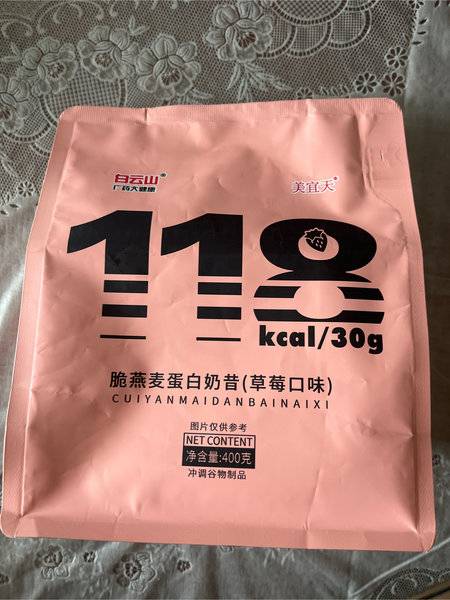 白云山®
广药大健康
美宜天®
118
kcal/30g
脆燕麦蛋白奶昔(草莓口味)
CUIYANMAIDANBAINAIXI
图片仅供参考
NET CONTENT
净含量:400克
冲调谷物制品